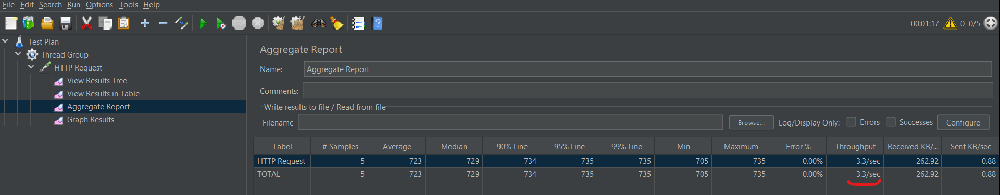 File Edit Search Run Options Tools Help
STOP
00:01:17 0 0/5
Test Plan
Thread Group
HTTP Request
View Results Tree
View Results in Table
Aggregate Report
Graph Results
Aggregate Report
Name: Aggregate Report
Comments:
Write results to file / Read from file
Filename Browse... Log/Display Only: Errors Successes Configure
Label # Samples Average Median 90% Line 95% Line 99% Line Min Maximum Error % Throughput Received KB/... Sent KB/sec
HTTP Request 5 723 729 734 735 735 705 735 0.00% 3.3/sec 262.92 0.88
TOTAL 5 723 729 734 735 735 705 735 0.00% 3.3/sec 262.92 0.88